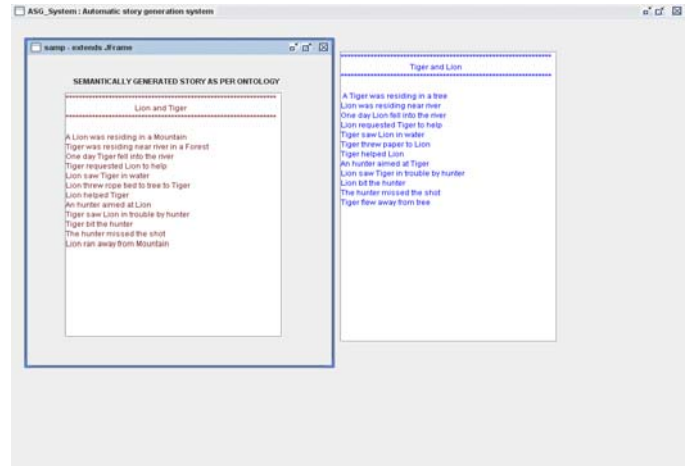 ASG_System : Automatic story generation system
samp - extends JFrame
SEMANTICALLY GENERATED STORY AS PER ONTOLOGY
Lion and Tiger
A Lion was residing in a Mountain
Tiger was residing near river in a Forest
One day Tiger fell into the river
Tiger requested Lion to help
Lion saw Tiger in water
Lion threw rope tied to tree to Tiger
Lion helped Tiger
An hunter aimed at Lion
Tiger saw Lion in trouble by hunter
Tiger bit the hunter
The hunter missed the shot
Lion ran away from Mountain
Tiger and Lion
A Tiger was residing in a tree
Lion was residing near river
One day Lion fell into the river
Lion requested Tiger to help
Tiger saw Lion in water
Tiger threw paper to Lion
Tiger helped Lion
An hunter aimed at Tiger
Lion saw Tiger in trouble by hunter
Lion bit the hunter
The hunter missed the shot
Tiger flew away from tree